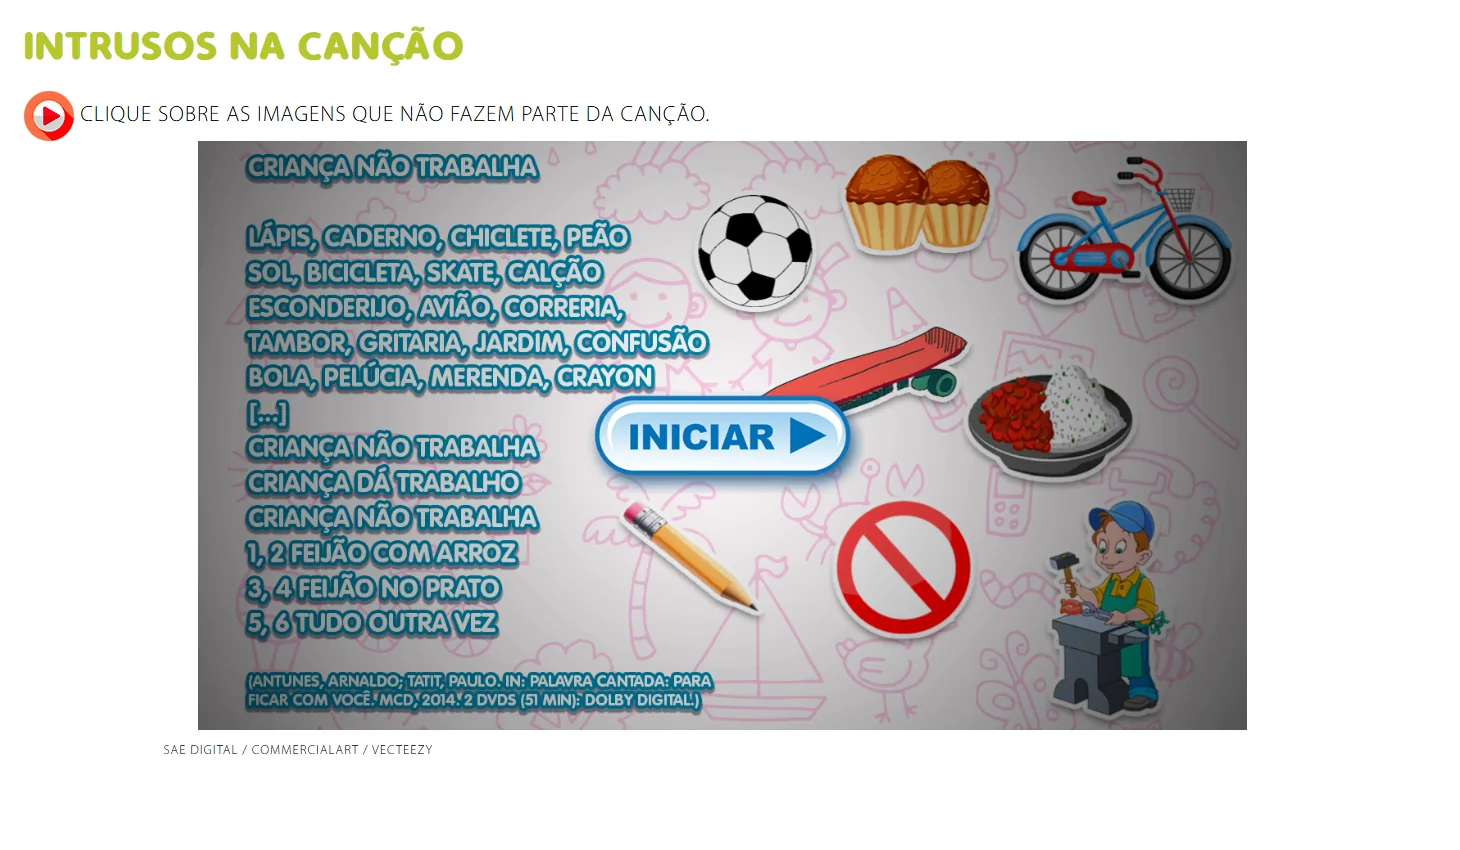 INTRUSOS NA CANÇÃO
CLIQUE SOBRE AS IMAGENS QUE NÃO FAZEM PARTE DA CANÇÃO.
CRIANÇA NÃO TRABALHA
LÁPIS, CADERNO, CHICLETE, PEÃO
SOL, BICICLETA, SKATE, CALÇÃO
ESCONDERIJO, AVIÃO, CORRERIA,
TAMBOR, GRITARIA, JARDIM, CONFUSÃO
BOLA, PELÚCIA, MERENDA, CRAYON
[...]
CRIANÇA NÃO TRABALHA
CRIANÇA DÁ TRABALHO
CRIANÇA NÃO TRABALHA
1, 2 FEIJÃO COM ARROZ
3, 4 FEIJÃO NO PRATO
5, 6 TUDO OUTRA VEZ
(ANTUNES, ARNALDO; TATIT, PAULO. IN: PALAVRA CANTADA: PARA
FICAR COM VOCÊ. MCD, 2014. 2 DVDS (51 MIN): DOLBY DIGITAL.)
INICIAR
SAE DIGITAL / COMMERCIALART / VECTEEZY